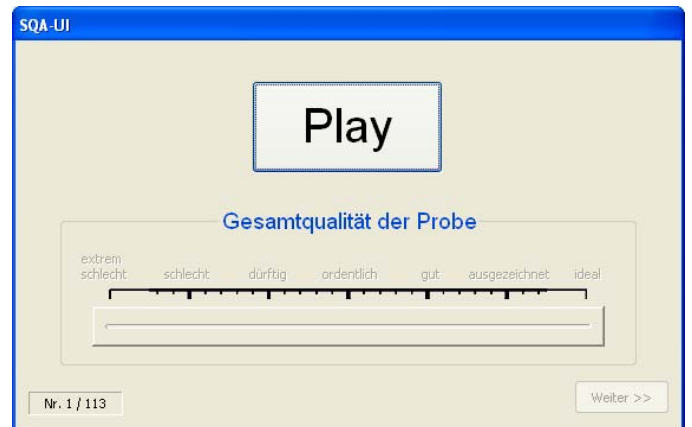 SQA-UI
Play
Gesamtqualität der Probe
extrem
schlecht schlecht dürftig ordentlich gut ausgezeichnet ideal
Nr. 1 / 113
Weiter >>